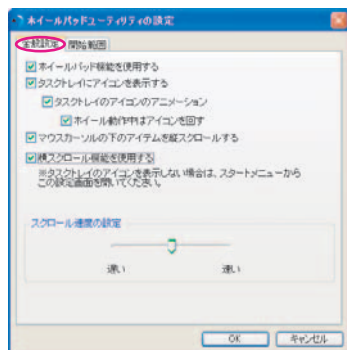 ホイールパッドユーティリティの設定
全般設定 開始範囲
ホイールパッド機能を使用する
タスクトレイにアイコンを表示する
タスクトレイのアイコンのアニメーション
ホイール動作中はアイコンを回す
マウスカーソルの下のアイテムを縦スクロールする
横スクロール機能を使用する
※タスクトレイのアイコンを表示しない場合は、スタートメニューから
この設定画面を開いてください。
スクロール速度の設定
遅い 速い
OK キャンセル